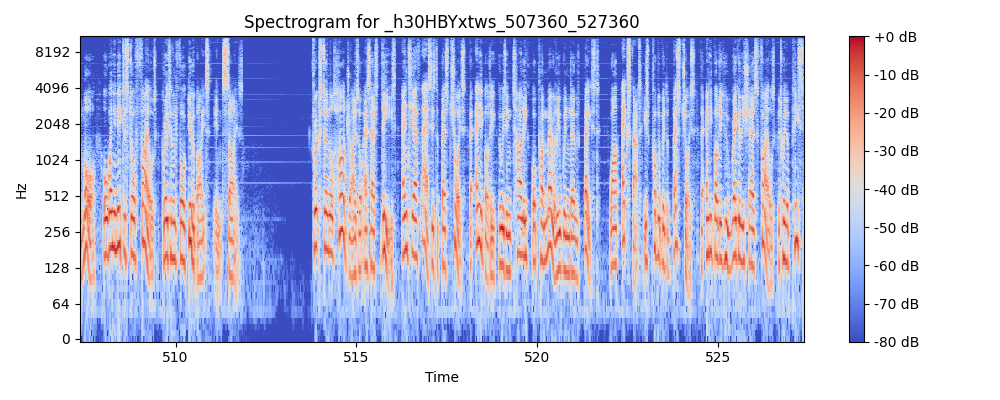 Spectrogram for _h30HBYxtws_507360_527360
8192
4096
2048
1024
512
256
128
64
0
Hz
510
515
520
525
Time
+0 dB
-10 dB
-20 dB
-30 dB
-40 dB
-50 dB
-60 dB
-70 dB
-80 dB